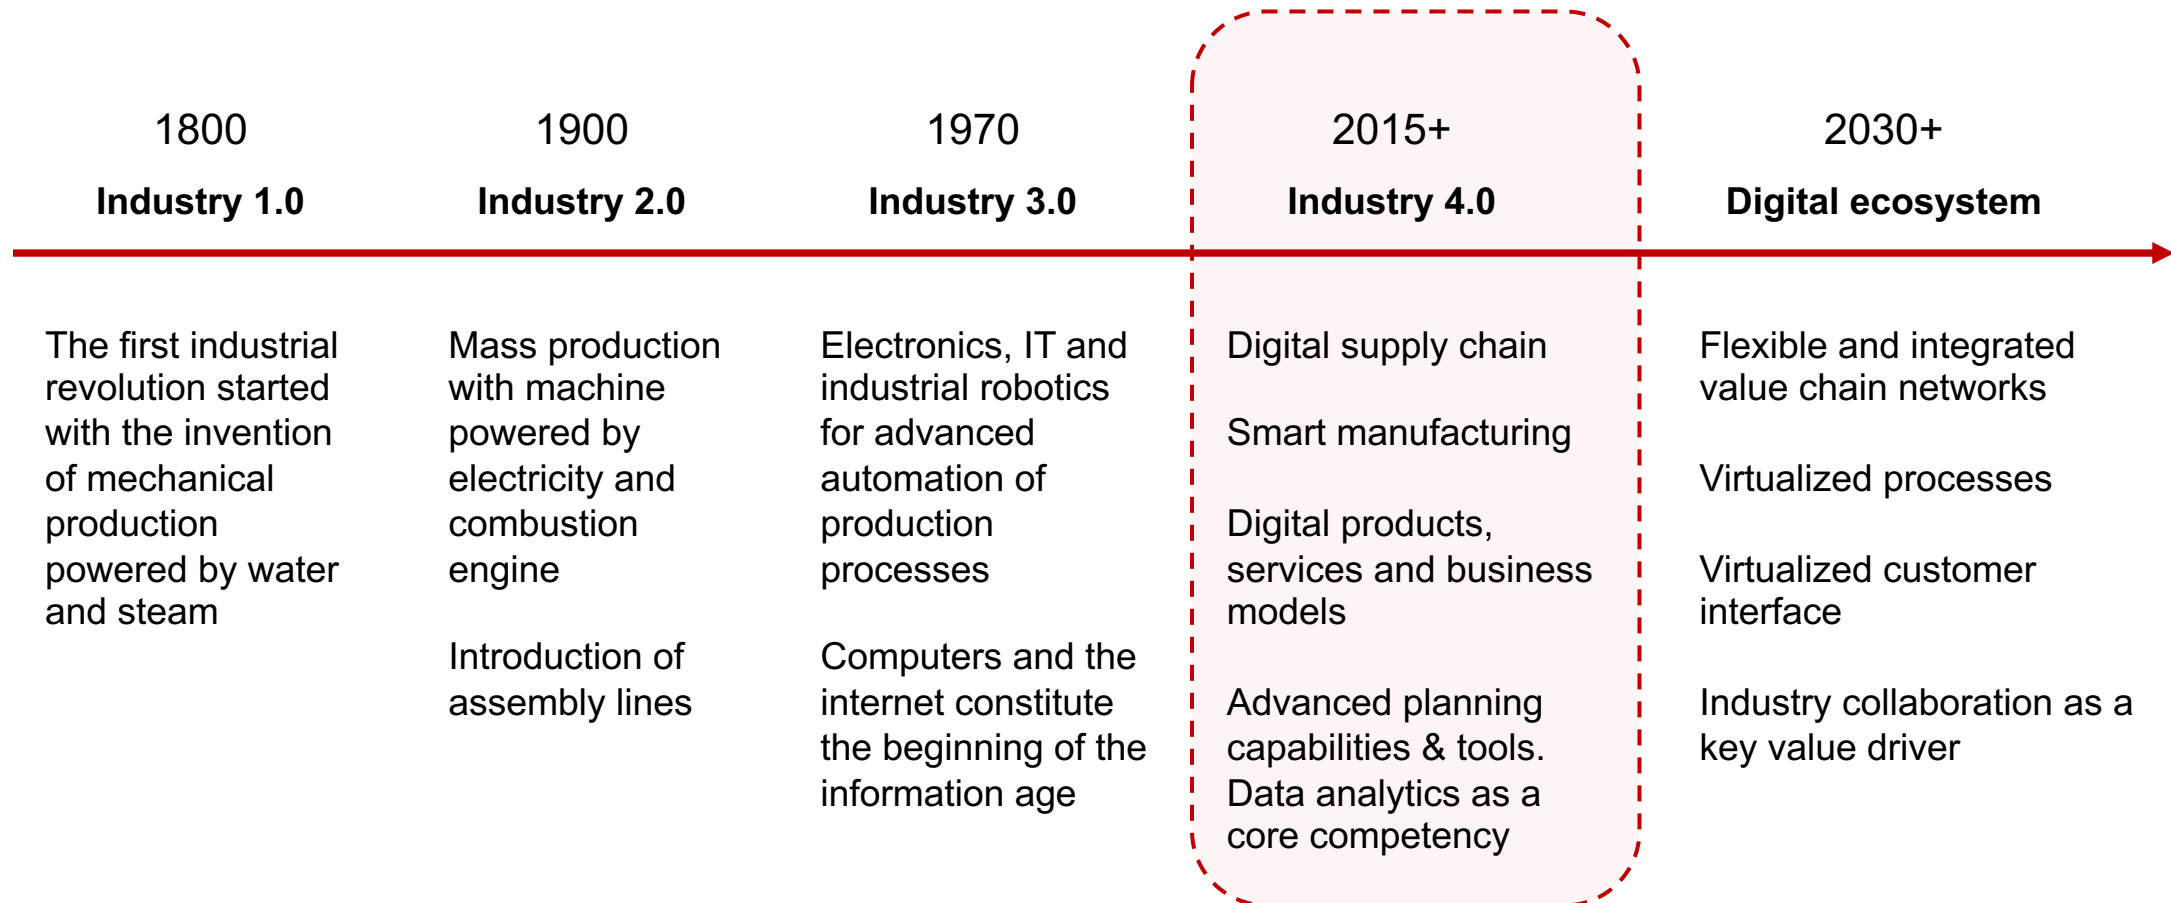 1800
Industry 1.0
The first industrial
revolution started
with the invention
of mechanical
production
powered by water
and steam
1900
Industry 2.0
Mass production
with machine
powered by
electricity and
combustion
engine
Introduction of
assembly lines
1970
Industry 3.0
Electronics, IT and
industrial robotics
for advanced
automation of
production
processes
Computers and the
internet constitute
the beginning of the
information age
2015+
Industry 4.0
Digital supply chain
Smart manufacturing
Digital products,
services and business
models
Advanced planning
capabilities & tools.
Data analytics as a
core competency
2030+
Digital ecosystem
Flexible and integrated
value chain networks
Virtualized processes
Virtualized customer
interface
Industry collaboration as a
key value driver